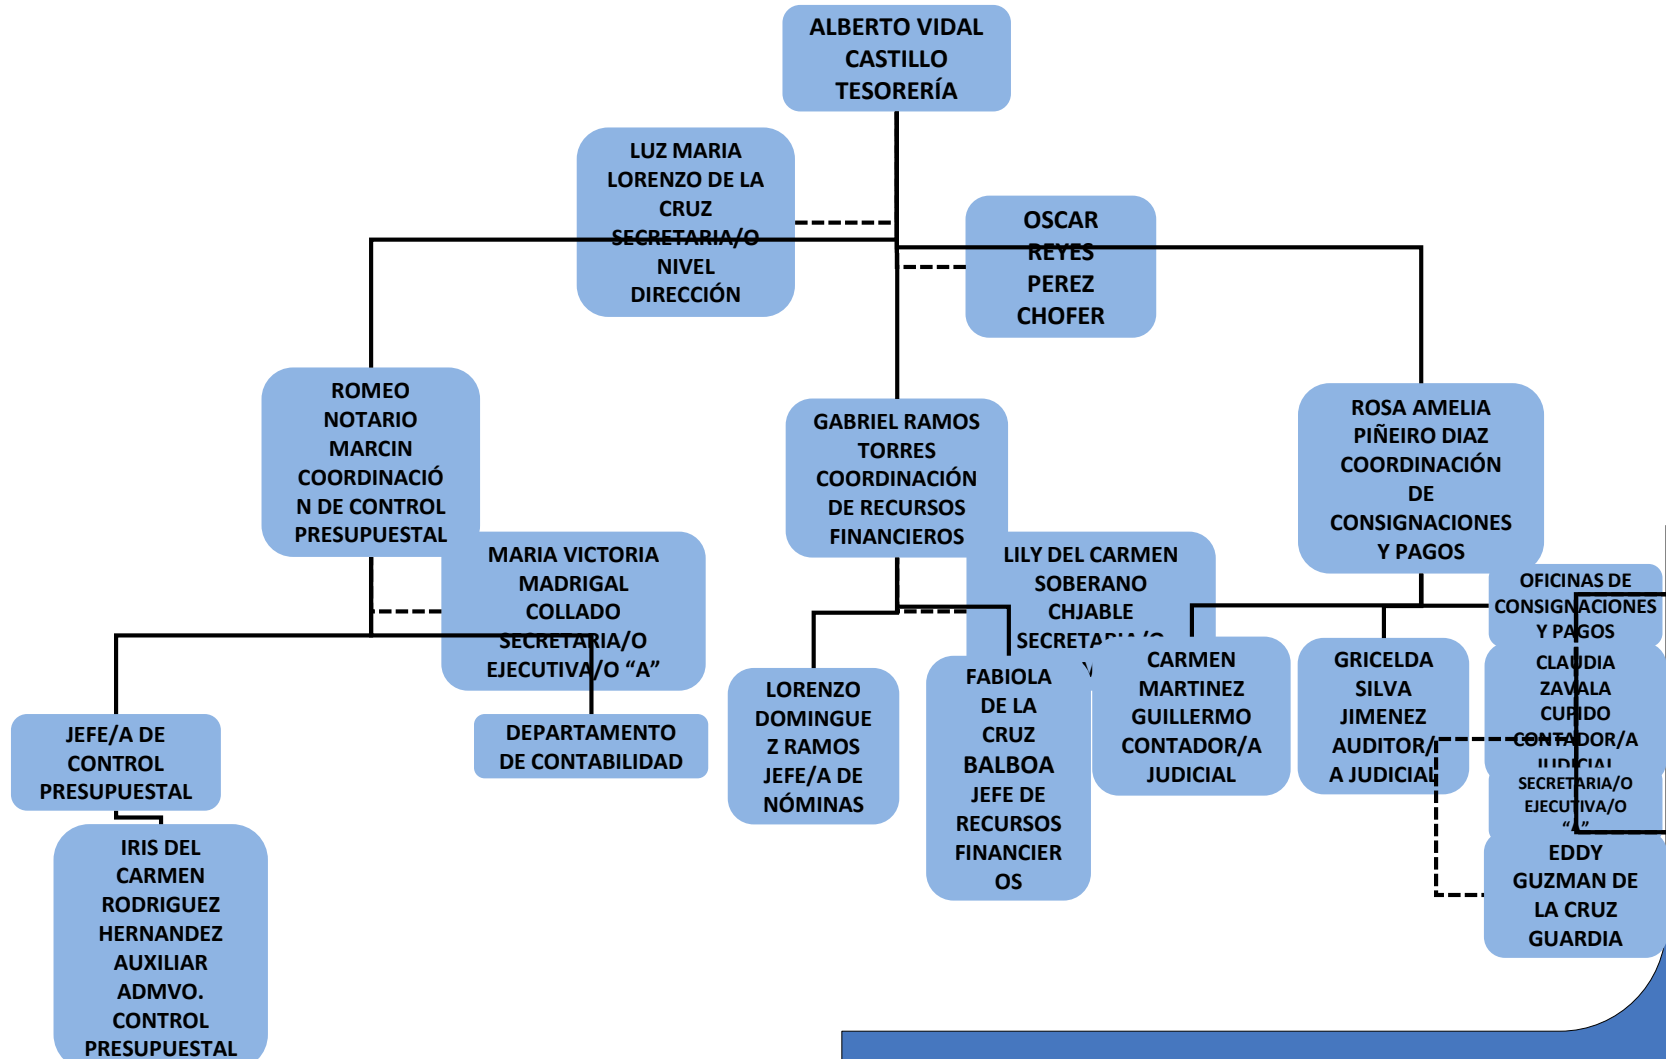 ALBERTO VIDAL
CASTILLO
TESORERÍA
LUZ MARIA
LORENZO DE LA
CRUZ
SECRETARIA/O
NIVEL
DIRECCIÓN
OSCAR
REYES
PEREZ
CHOFER
ROMEO
NOTARIO
MARCIN
COORDINACIÓ
N DE CONTROL
PRESUPUESTAL
GABRIEL RAMOS
TORRES
COORDINACIÓN
DE RECURSOS
FINANCIEROS
ROSA AMELIA
PIÑEIRO DIAZ
COORDINACIÓN
DE
CONSIGNACIONES
Y PAGOS
MARIA VICTORIA
MADRIGAL
COLLADO
SECRETARIA/O
EJECUTIVA/O “A”
LILY DEL CARMEN
SOBERANO
CHJABLE
SECRETARIA/O
OFICINAS DE
CONSIGNACIONES
Y PAGOS
JEFE/A DE
CONTROL
PRESUPUESTAL
DEPARTAMENTO
DE CONTABILIDAD
LORENZO
DOMINGUE
Z RAMOS
JEFE/A DE
NÓMINAS
FABIOLA
DE LA
CRUZ
BALBOA
JEFE DE
RECURSOS
FINANCIER
OS
CARMEN
MARTINEZ
GUILLERMO
CONTADOR/A
JUDICIAL
GRICELDA
SILVA
JIMENEZ
AUDITOR/
A JUDICIAL
CLAUDIA
ZAVALA
CUPIDO
CONTADOR/A
JUDICIAL
SECRETARIA/O
EJECUTIVA/O
“A”
EDDY
GUZMAN DE
LA CRUZ
GUARDIA
IRIS DEL
CARMEN
RODRIGUEZ
HERNANDEZ
AUXILIAR
ADMVO.
CONTROL
PRESUPUESTAL